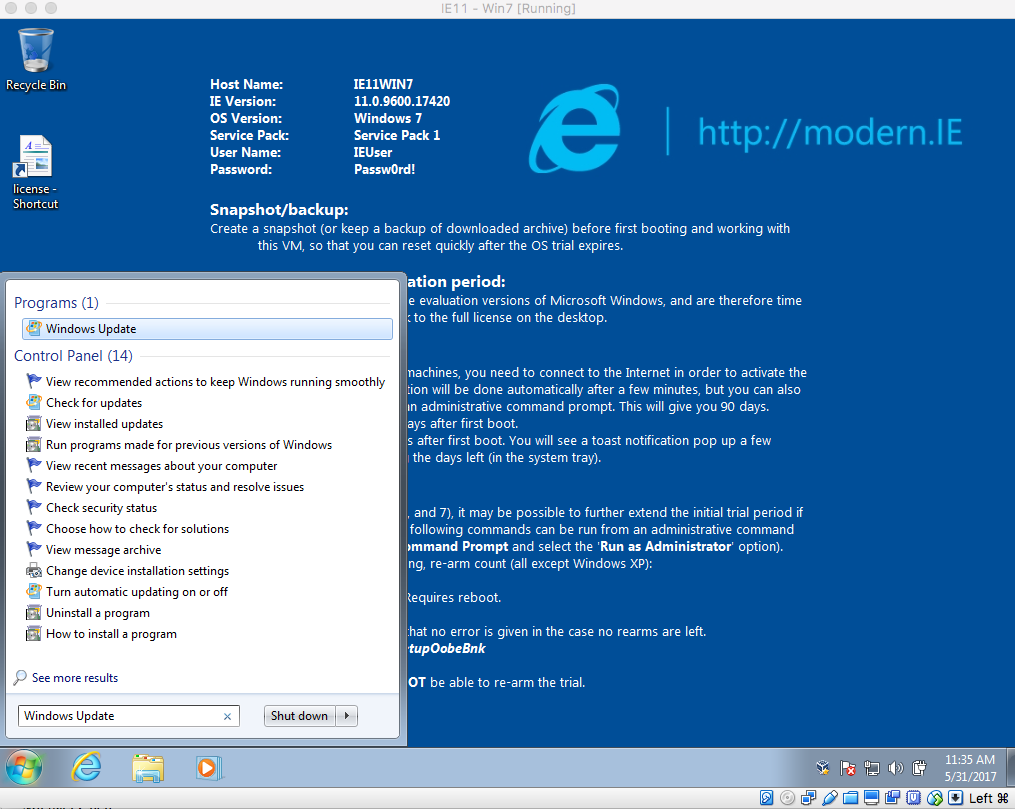 IE11 - Win7 [Running]
Recycle Bin
license -
Shortcut
Host Name: IE11WIN7
IE Version: 11.0.9600.17420
OS Version: Windows 7
Service Pack: Service Pack 1
User Name: IEUser
Password: Passw0rd!
http://modern.IE
Snapshot/backup:
Create a snapshot (or keep a backup of downloaded archive) before first booting and working with
this VM, so that you can reset quickly after the OS trial expires.
ation period:
e evaluation versions of Microsoft Windows, and are therefore time
to the full license on the desktop.
machines, you need to connect to the Internet in order to activate the
tion will be done automatically after a few minutes, but you can also
an administrative command prompt. This will give you 90 days.
ays after first boot.
s after first boot. You will see a toast notification pop up a few
the days left (in the system tray).
, and 7), it may be possible to further extend the initial trial period if
following commands can be run from an administrative command
ommand Prompt and select the 'Run as Administrator' option).
ng, re-arm count (all except Windows XP):
Requires reboot.
that no error is given in the case no rearms are left.
rtupOobeBnk
OT be able to re-arm the trial.
Programs (1)
Windows Update
Control Panel (14)
View recommended actions to keep Windows running smoothly
Check for updates
View installed updates
Run programs made for previous versions of Windows
View recent messages about your computer
Review your computer's status and resolve issues
Check security status
Choose how to check for solutions
View message archive
Change device installation settings
Turn automatic updating on or off
Uninstall a program
How to install a program
See more results
Windows Update
Shut down
11:35 AM
5/31/2017
Left ⌘